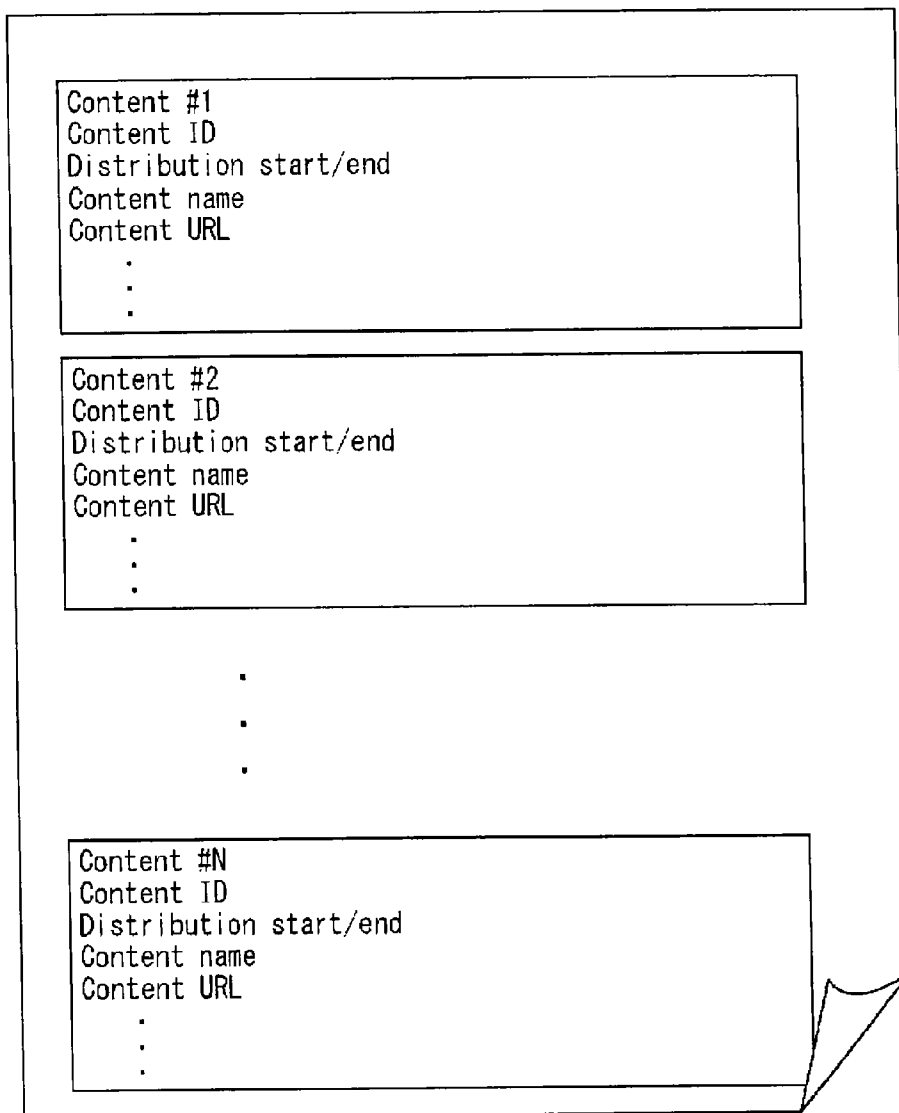 Content #1
Content ID
Distribution start/end
Content name
Content URL
.
.
.
Content #2
Content ID
Distribution start/end
Content name
Content URL
.
.
.
.
.
.
Content #N
Content ID
Distribution start/end
Content name
Content URL
.
.
.